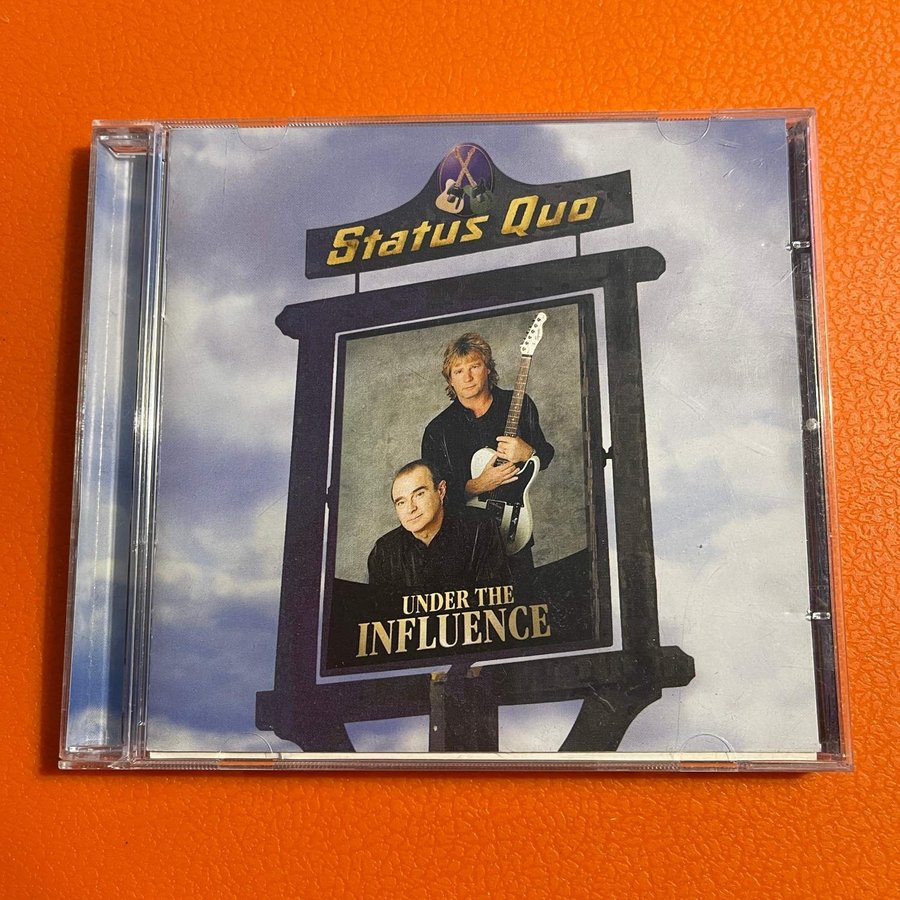 Status Quo
UNDER THE
INFLUENCE